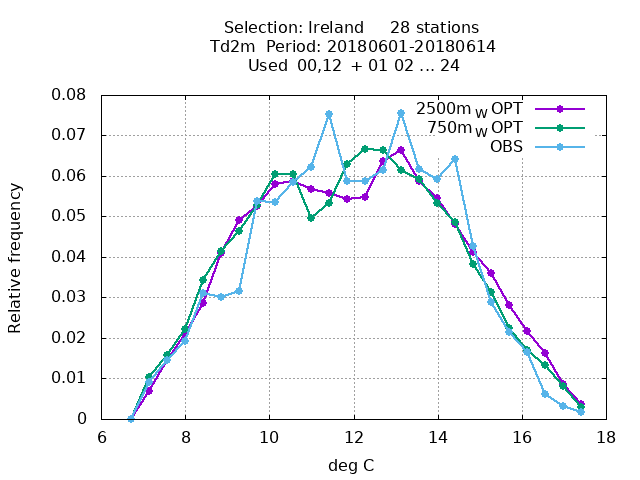 Selection: Ireland 28 stations
Td2m Period: 20180601-20180614
Used 00,12 + 01 02 ... 24
2500m W OPT
750m W OPT
OBS
Relative frequency
0.08
0.07
0.06
0.05
0.04
0.03
0.02
0.01
0
6 8 10 12 14 16 18
deg C